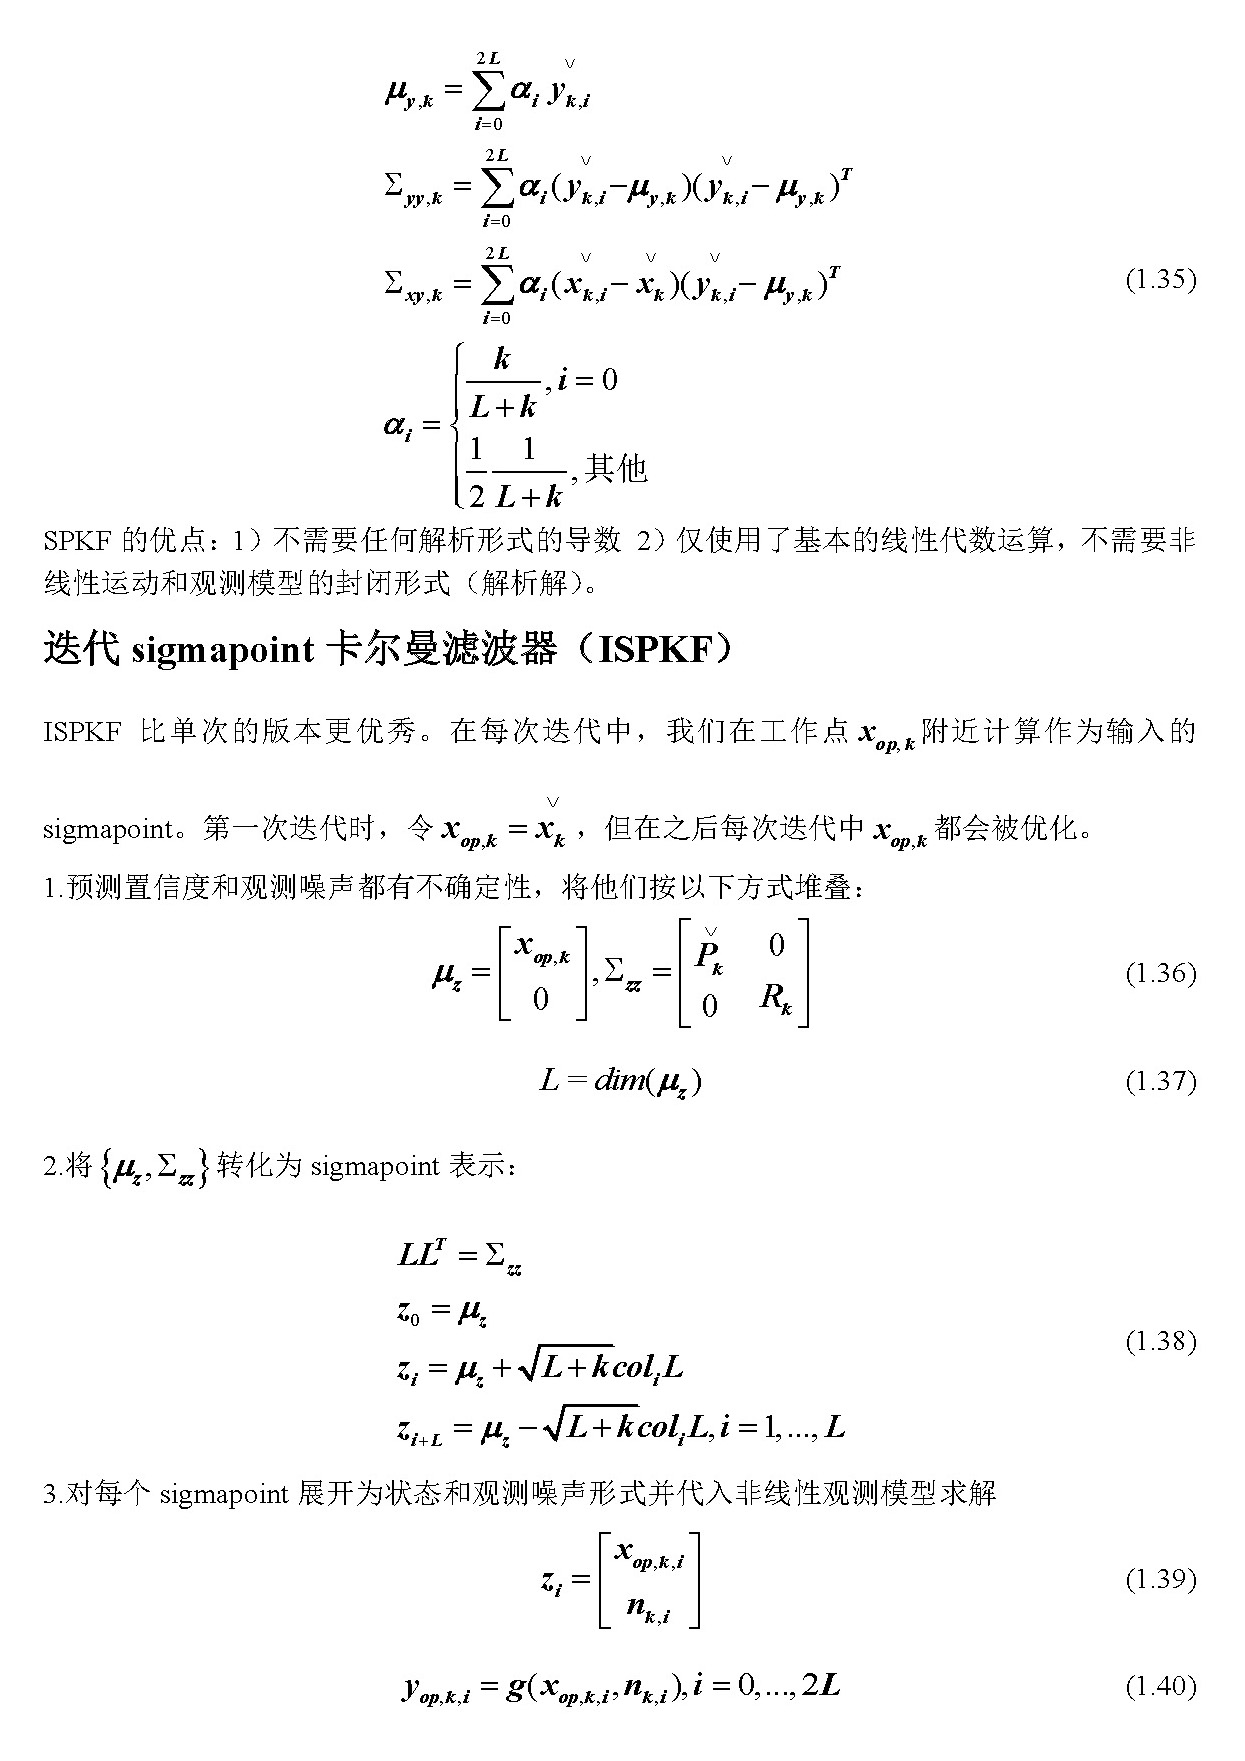 $\mu_{y,k} = \sum_{i=0}^{2L} \alpha_i \check{y}_{k,i}$
$\Sigma_{yy,k} = \sum_{i=0}^{2L} \alpha_i (\check{y}_{k,i} - \mu_{y,k})(\check{y}_{k,i} - \mu_{y,k})^T$
$\Sigma_{xy,k} = \sum_{i=0}^{2L} \alpha_i (\check{x}_{k,i} - \check{x}_k)(\check{y}_{k,i} - \mu_{y,k})^T$ (1.35)
$\alpha_i = \begin{cases} \frac{k}{L+k}, i=0 \\ \frac{1}{2}\frac{1}{L+k}, 其他 \end{cases}$
SPKF 的优点：1）不需要任何解析形式的导数 2）仅使用了基本的线性代数运算，不需要非
线性运动和观测模型的封闭形式（解析解）。
迭代 sigmapoint 卡尔曼滤波器（ISPKF）
ISPKF 比单次的版本更优秀。在每次迭代中，我们在工作点 $x_{op,k}$ 附近计算作为输入的
sigmapoint。第一次迭代时，令 $x_{op,k} = \check{x}_k$ ，但在之后每次迭代中 $x_{op,k}$ 都会被优化。
1.预测置信度和观测噪声都有不确定性，将他们按以下方式堆叠：
$\mu_z = \begin{bmatrix} x_{op,k} \\ 0 \end{bmatrix}, \Sigma_{zz} = \begin{bmatrix} \check{P}_k & 0 \\ 0 & R_k \end{bmatrix}$ (1.36)
$L = dim(\mu_z)$ (1.37)
2.将 $\{\mu_z, \Sigma_{zz}\}$ 转化为 sigmapoint 表示：
$LL^T = \Sigma_{zz}$
$z_0 = \mu_z$
$z_i = \mu_z + \sqrt{L+k} col_i L$ (1.38)
$z_{i+L} = \mu_z - \sqrt{L+k} col_i L, i = 1,..., L$
3.对每个 sigmapoint 展开为状态和观测噪声形式并代入非线性观测模型求解
$z_i = \begin{bmatrix} x_{op,k,i} \\ n_{k,i} \end{bmatrix}$ (1.39)
$y_{op,k,i} = g(x_{op,k,i}, n_{k,i}), i = 0,..., 2L$ (1.40)